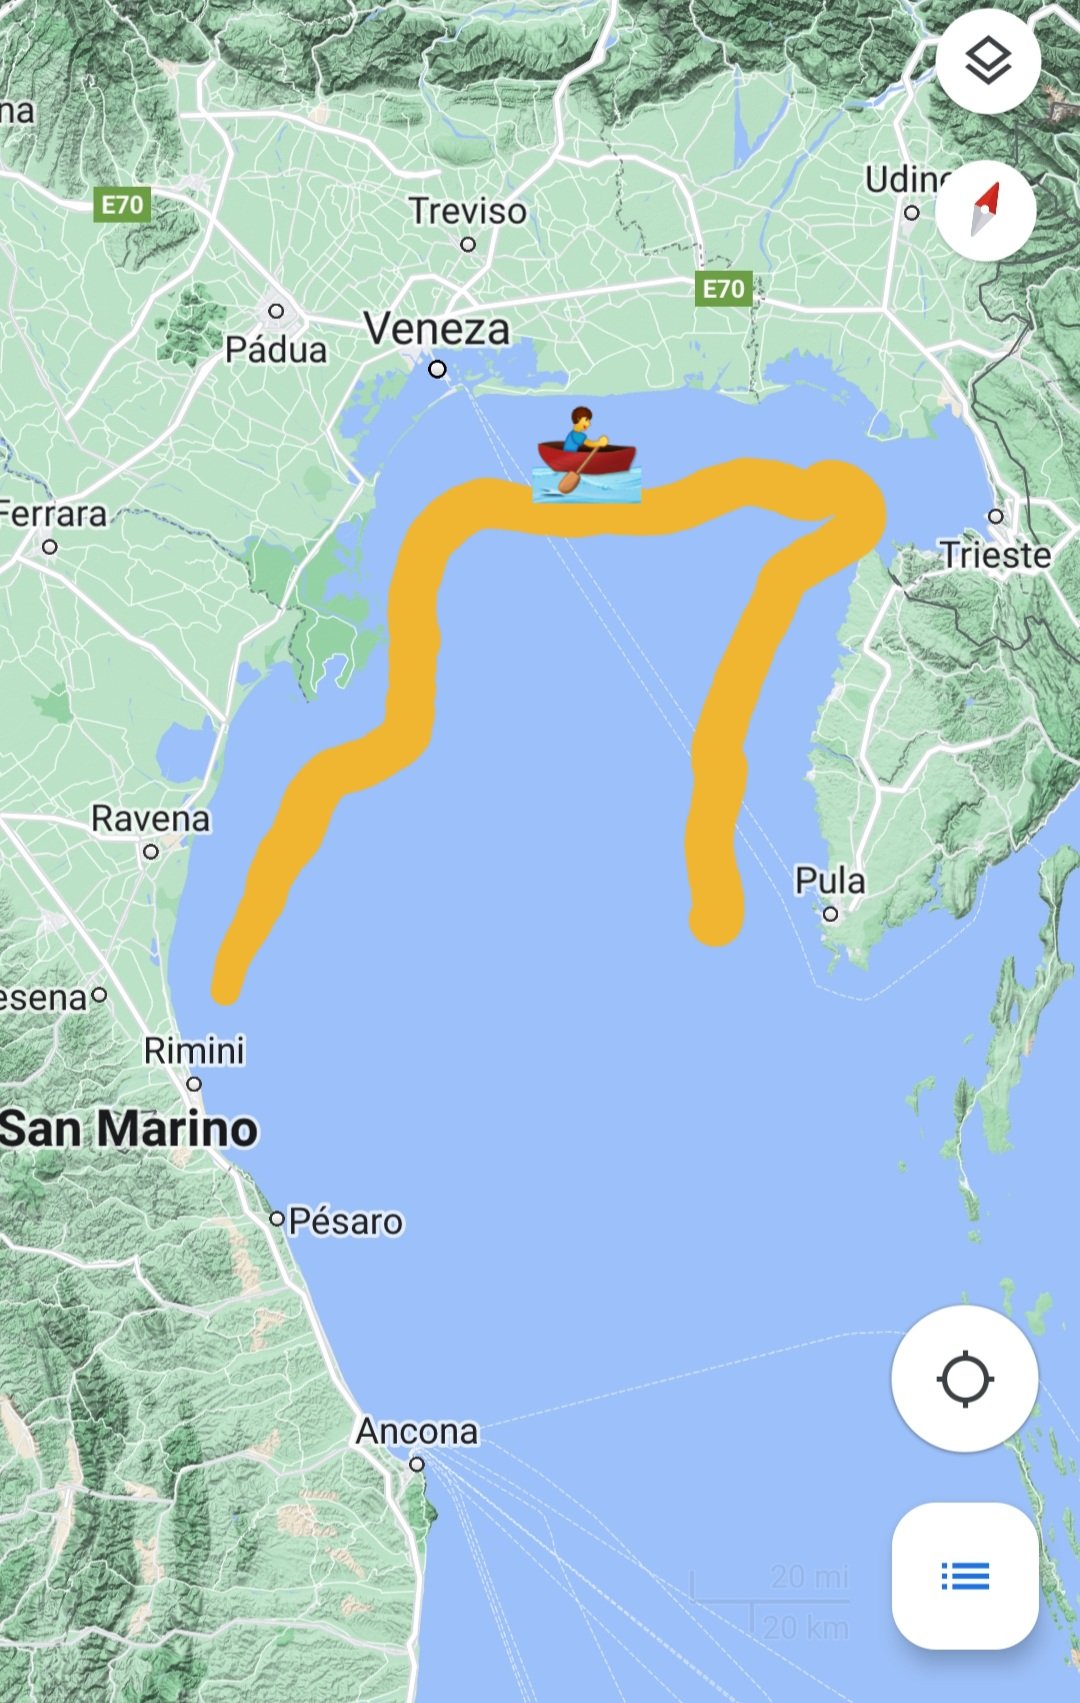 na
Udine
E70
Treviso
E70
Veneza
Pádua
Ferrara
Trieste
Ravena
Pula
esena
Rimini
San Marino
Pésaro
Ancona
20 mi
20 km